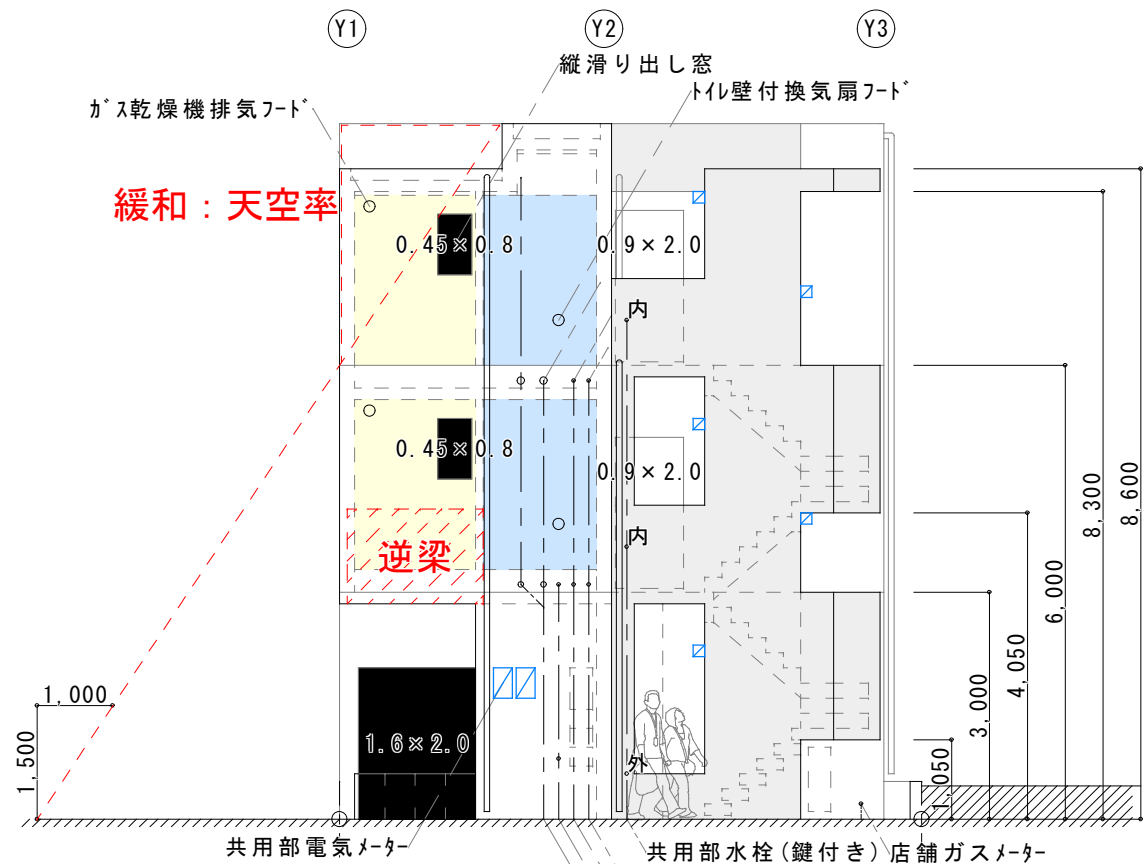 Y1 Y2 Y3
縦滑り出し窓
ｶﾞｽ乾燥機排気ﾌｰﾄﾞ
ﾄｲﾚ壁付換気扇ﾌｰﾄﾞ
緩和：天空率
0.45×0.8
0.9×2.0
内
0.45×0.8
0.9×2.0
内
逆梁
外
1.6×2.0
1,000
1,500
1,050
3,000
4,050
6,000
8,300
8,600
共用部電気ﾒｰﾀｰ
共用部水栓(鍵付き)
店舗ガスメーター